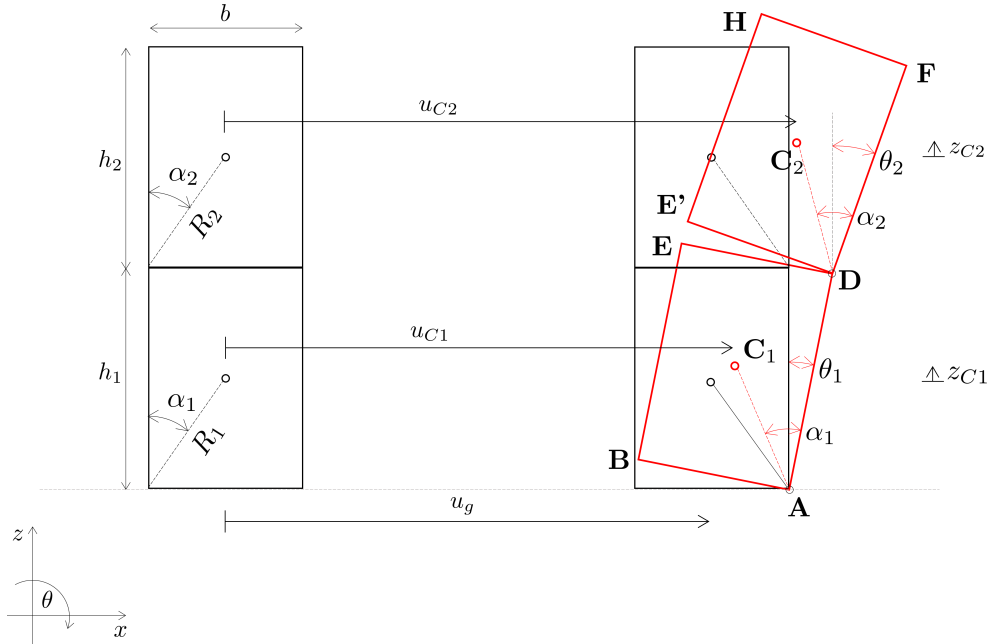 b
H
F
u_{C2}
h_2
α_2
R_2
C_2
θ_2
z_{C2}
E'
α_2
E
D
u_{C1}
C_1
h_1
α_1
R_1
θ_1
z_{C1}
α_1
B
u_g
A
z
θ
x